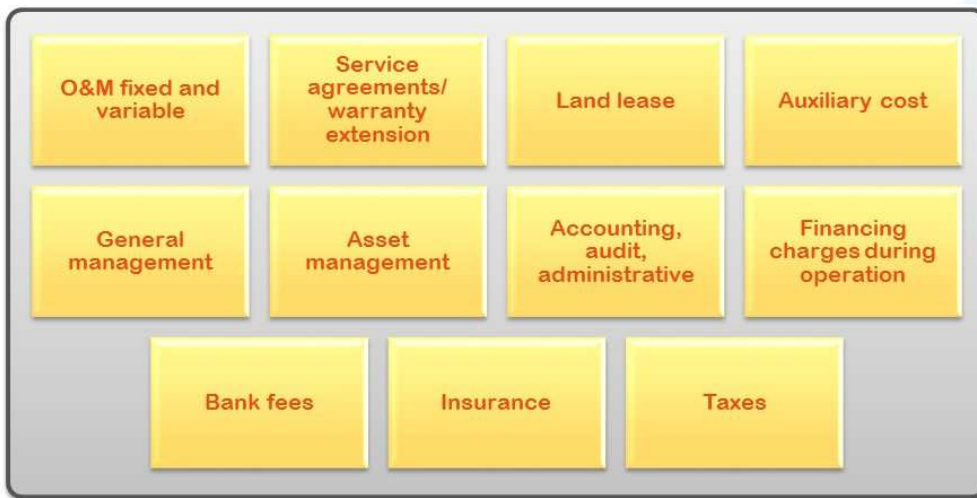 O&M fixed and
variable
Service
agreements/
warranty
extension
Land lease
Auxiliary cost
General
management
Asset
management
Accounting,
audit,
administrative
Financing
charges during
operation
Bank fees
Insurance
Taxes